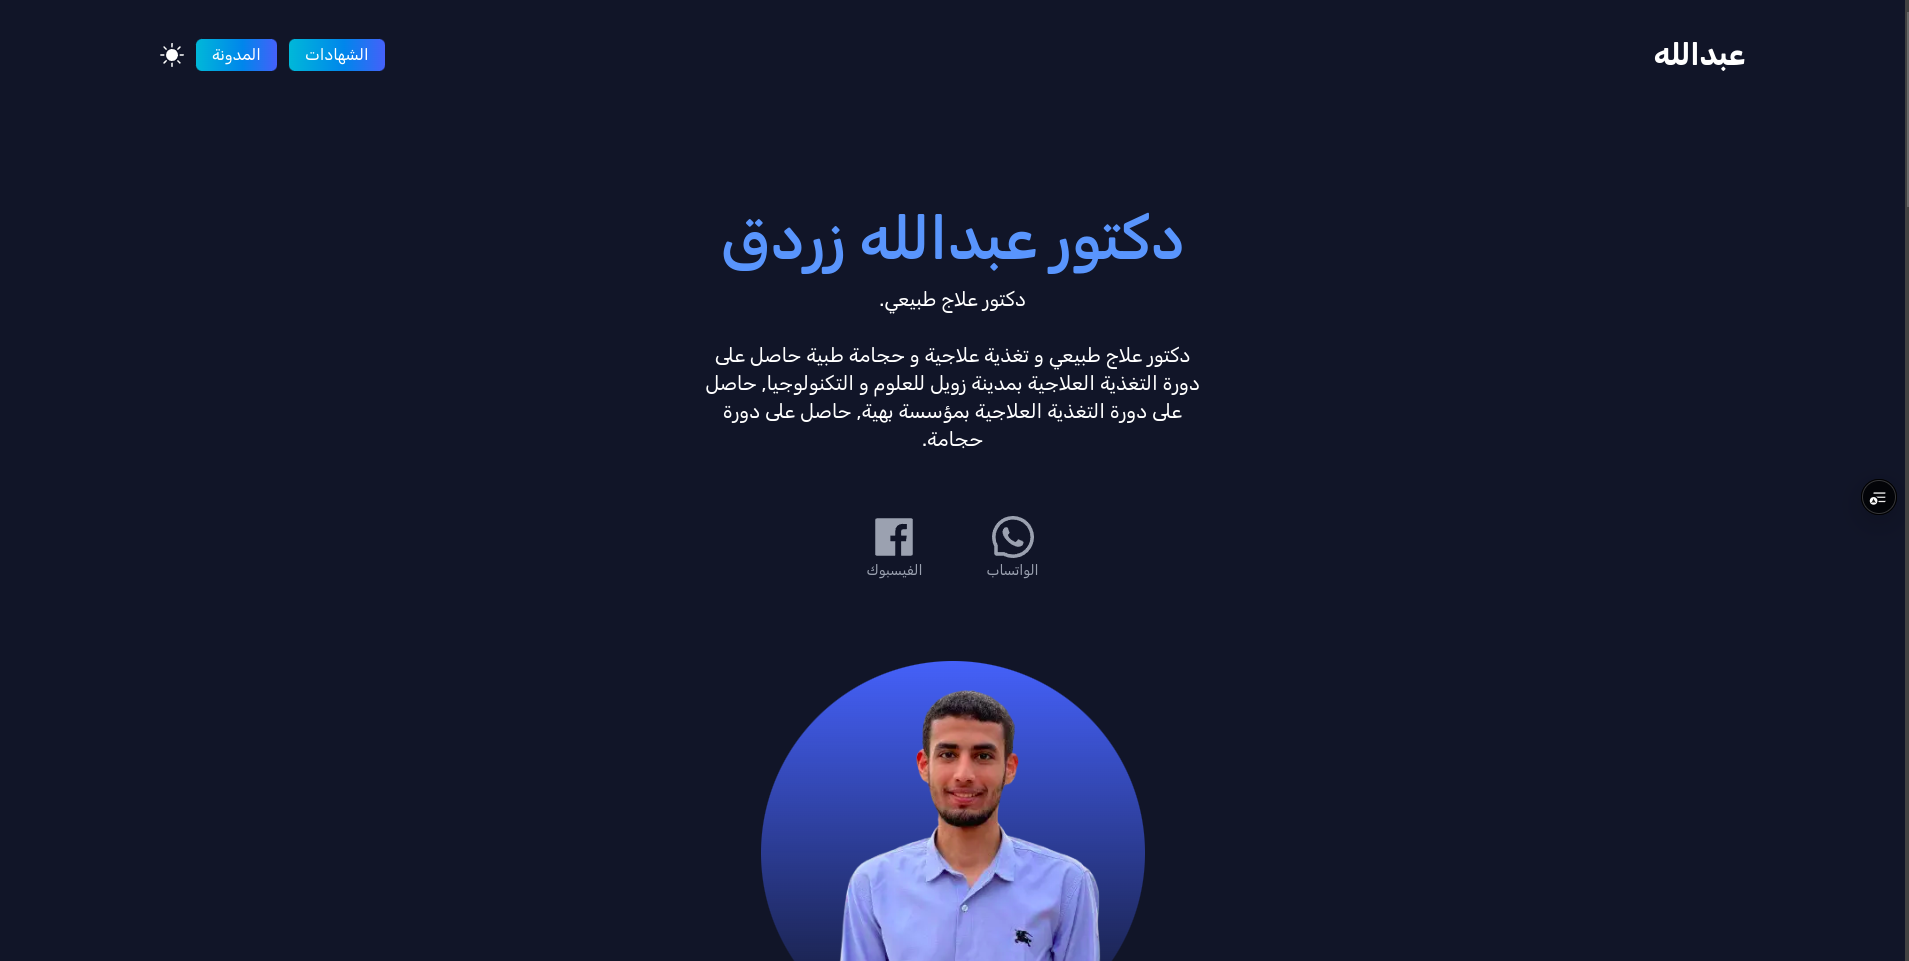 عبدالله
الشهادات
المدونة
دكتور عبدالله زردق
دكتور علاج طبيعي.
دكتور علاج طبيعي و تغذية علاجية و حجامة طبية حاصل على
دورة التغذية العلاجية بمدينة زويل للعلوم و التكنولوجيا, حاصل
على دورة التغذية العلاجية بمؤسسة بهية, حاصل على دورة
حجامة.
الواتساب
الفيسبوك